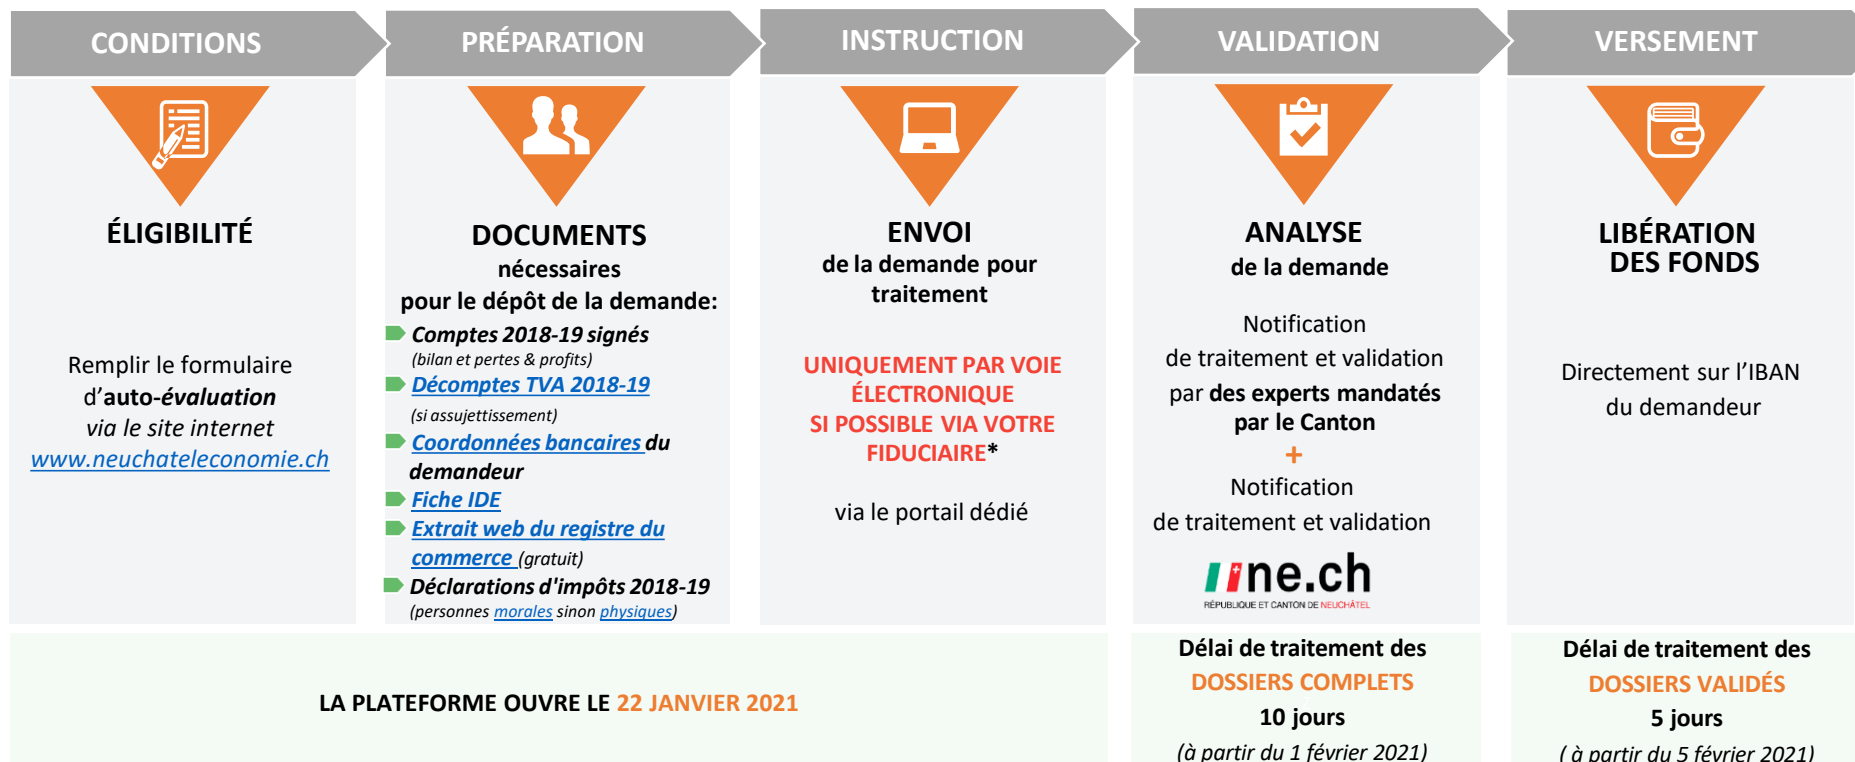 CONDITIONS
PRÉPARATION
INSTRUCTION
VALIDATION
VERSEMENT
ÉLIGIBILITÉ
Remplir le formulaire
d'auto-évaluation
via le site internet
www.neuchateleconomie.ch
DOCUMENTS
nécessaires
pour le dépôt de la demande:
Comptes 2018-19 signés
(bilan et pertes & profits)
Décomptes TVA 2018-19
(si assujettissement)
Coordonnées bancaires du
demandeur
Fiche IDE
Extrait web du registre du
commerce (gratuit)
Déclarations d'impôts 2018-19
(personnes morales sinon physiques)
ENVOI
de la demande pour
traitement
UNIQUEMENT PAR VOIE
ÉLECTRONIQUE
SI POSSIBLE VIA VOTRE
FIDUCIAIRE*
via le portail dédié
ANALYSE
de la demande
Notification
de traitement et validation
par des experts mandatés
par le Canton
+
Notification
de traitement et validation
ne.ch
RÉPUBLIQUE ET CANTON DE NEUCHÂTEL
LIBÉRATION
DES FONDS
Directement sur l'IBAN
du demandeur
LA PLATEFORME OUVRE LE 22 JANVIER 2021
Délai de traitement des
DOSSIERS COMPLETS
10 jours
(à partir du 1 février 2021)
Délai de traitement des
DOSSIERS VALIDÉS
5 jours
( à partir du 5 février 2021)